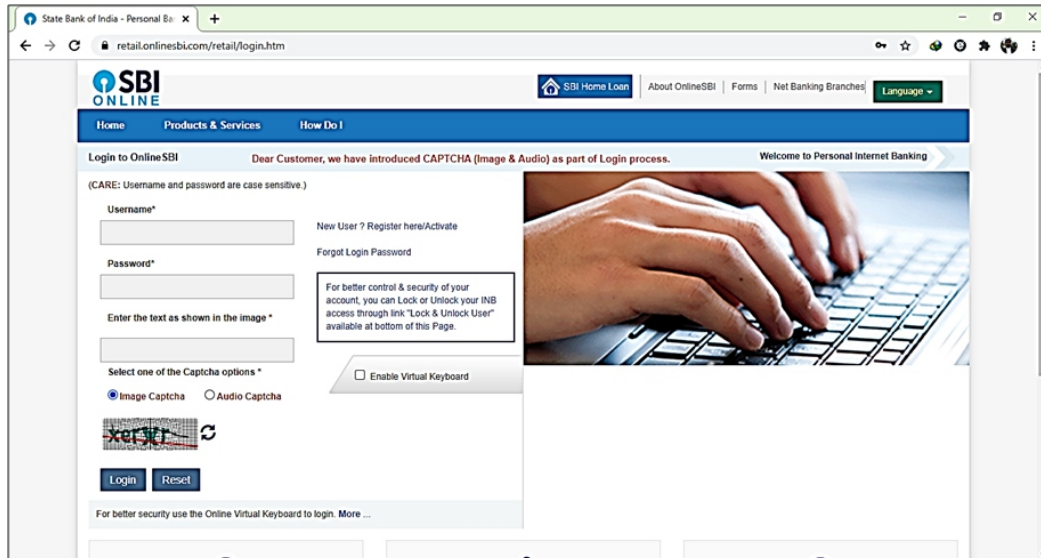 State Bank of India - Personal Ba
retail.onlinesbi.com/retail/login.htm
SBI
ONLINE
SBI Home Loan
About OnlineSBI | Forms | Net Banking Branches
Language
Home Products & Services How Do I
Login to OnlineSBI
Dear Customer, we have introduced CAPTCHA (Image & Audio) as part of Login process.
Welcome to Personal Internet Banking
(CARE: Username and password are case sensitive.)
Username*
New User ? Register here/Activate
Forgot Login Password
Password*
For better control & security of your
account, you can Lock or Unlock your INB
access through link "Lock & Unlock User"
available at bottom of this Page.
Enter the text as shown in the image *
Select one of the Captcha options *
Enable Virtual Keyboard
Image Captcha Audio Captcha
Login Reset
For better security use the Online Virtual Keyboard to login. More ...